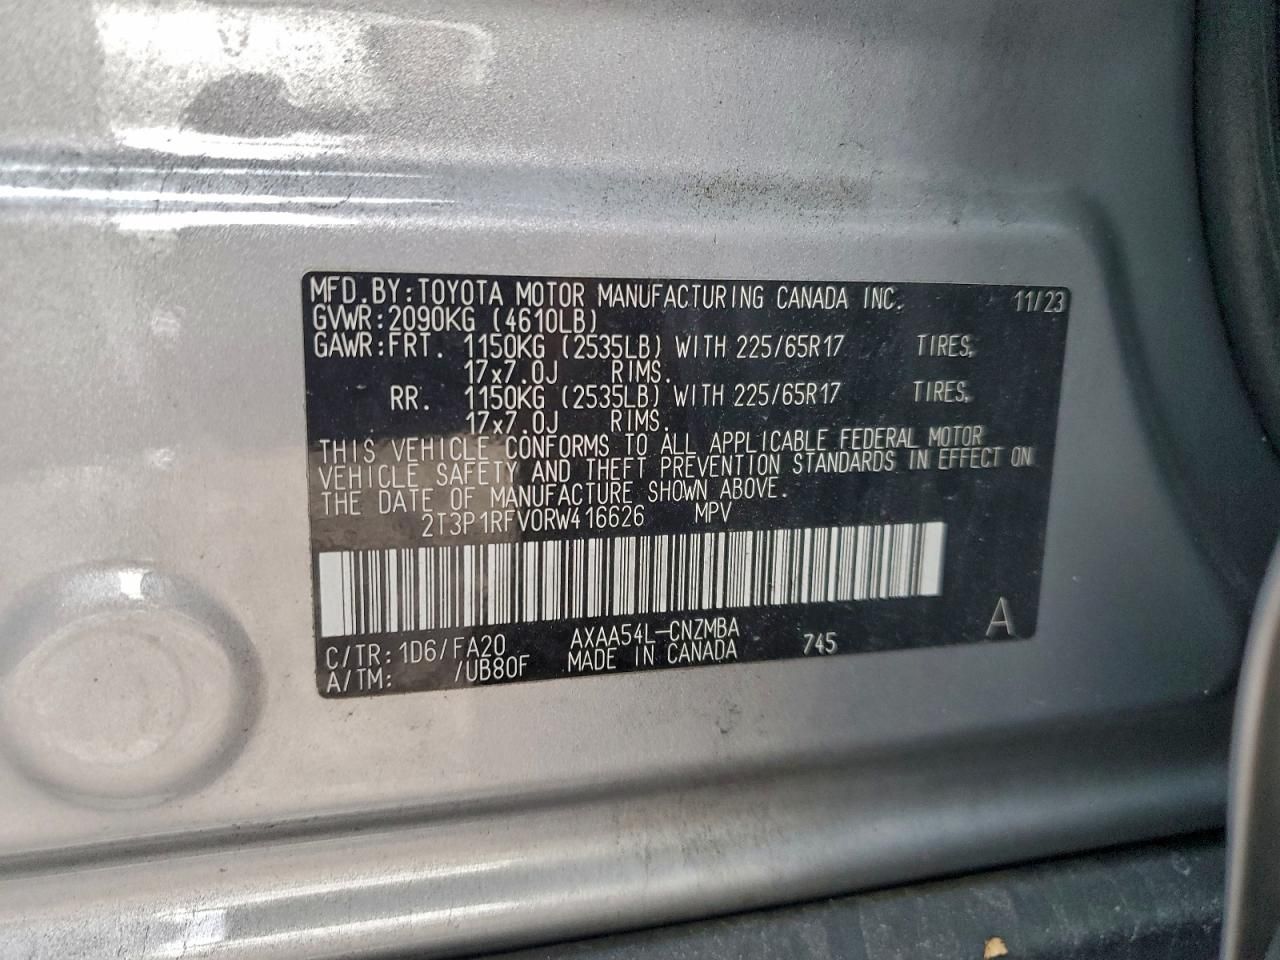 MFD.BY:TOYOTA MOTOR MANUFACTURING CANADA INC. 11/23
GVWR:2090KG (4610LB)
GAWR:FRT. 1150KG (2535LB) WITH 225/65R17 TIRES,
17x7.0J RIMS.
RR. 1150KG (2535LB) WITH 225/65R17 TIRES,
17x7.0J RIMS.
THIS VEHICLE CONFORMS TO ALL APPLICABLE FEDERAL MOTOR
VEHICLE SAFETY AND THEFT PREVENTION STANDARDS IN EFFECT ON
THE DATE OF MANUFACTURE SHOWN ABOVE.
2T3P1RFV0RW416626 MPV
C/TR:1D6/FA20 AXAA54L-CNZMBA 745 A
A/TM: /UB80F MADE IN CANADA